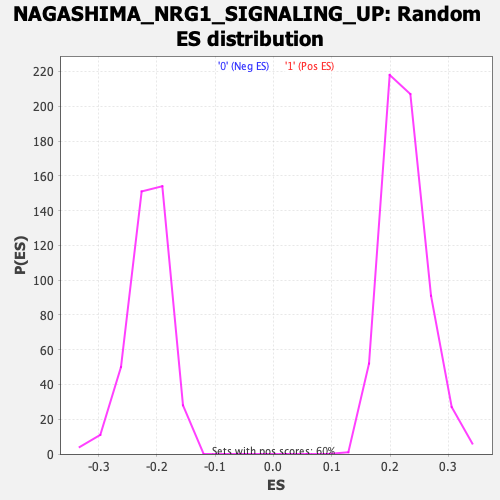 NAGASHIMA_NRG1_SIGNALING_UP: Random
ES distribution
'0' (Neg ES) '1' (Pos ES)
220
200
180
160
140
120
100
80
60
40
20
0
P(ES)
Sets with pos scores: 60%
-0.3 -0.2 -0.1 0.0 0.1 0.2 0.3
ES